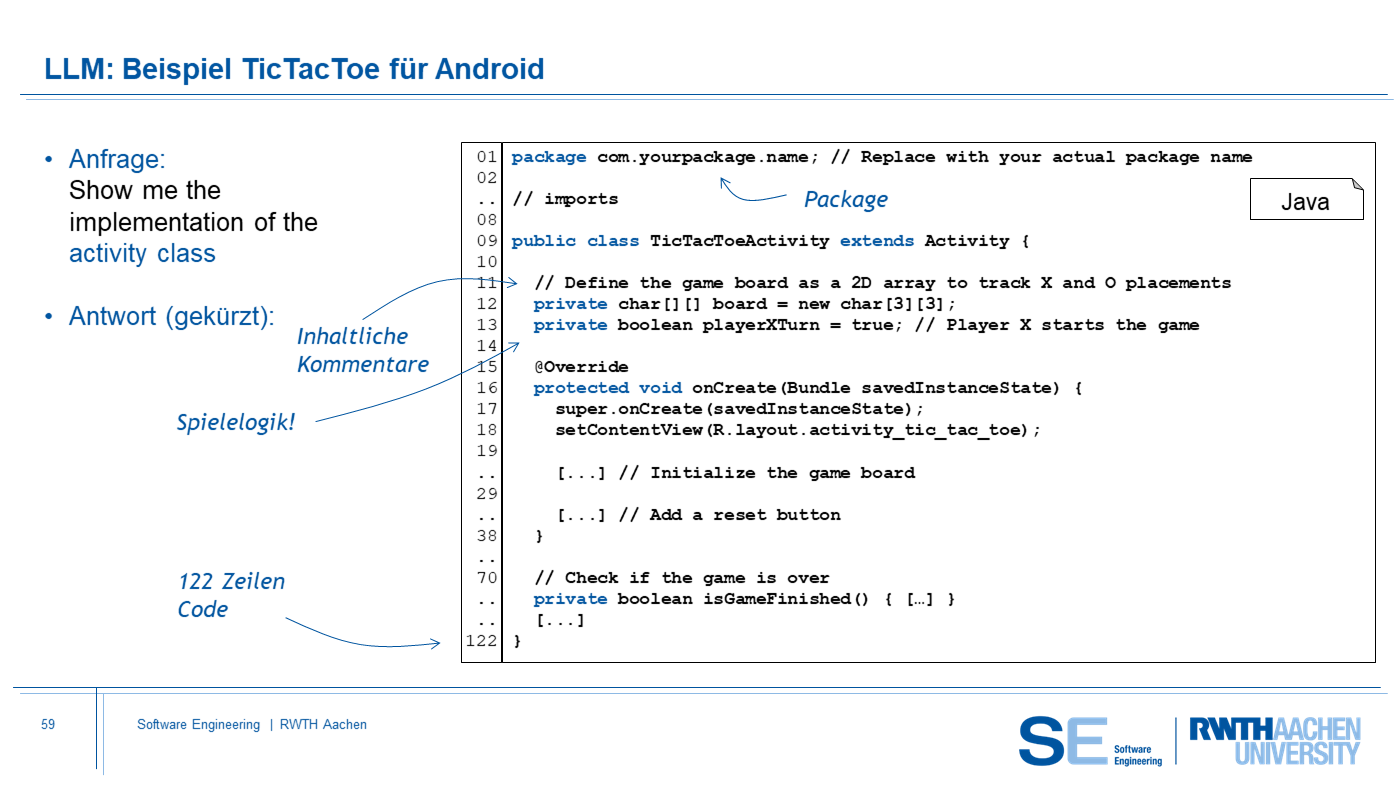 LLM: Beispiel TicTacToe für Android
• Anfrage:
Show me the
implementation of the
activity class
• Antwort (gekürzt):
Inhaltliche
Kommentare
Spielelogik!
122 Zeilen
Code
01 package com.yourpackage.name; // Replace with your actual package name
02
.. // imports
08
09 public class TicTacToeActivity extends Activity {
10
11 // Define the game board as a 2D array to track X and O placements
12 private char[][] board = new char[3][3];
13 private boolean playerXTurn = true; // Player X starts the game
14
15 @Override
16 protected void onCreate(Bundle savedInstanceState) {
17 super.onCreate(savedInstanceState);
18 setContentView(R.layout.activity_tic_tac_toe);
19
.. [...] // Initialize the game board
29
.. [...] // Add a reset button
38 }
..
70 // Check if the game is over
.. private boolean isGameFinished() { […] }
.. [...]
122 }
Package
Java
59
Software Engineering | RWTH Aachen
SE Software
Engineering
RWTHAACHEN
UNIVERSITY